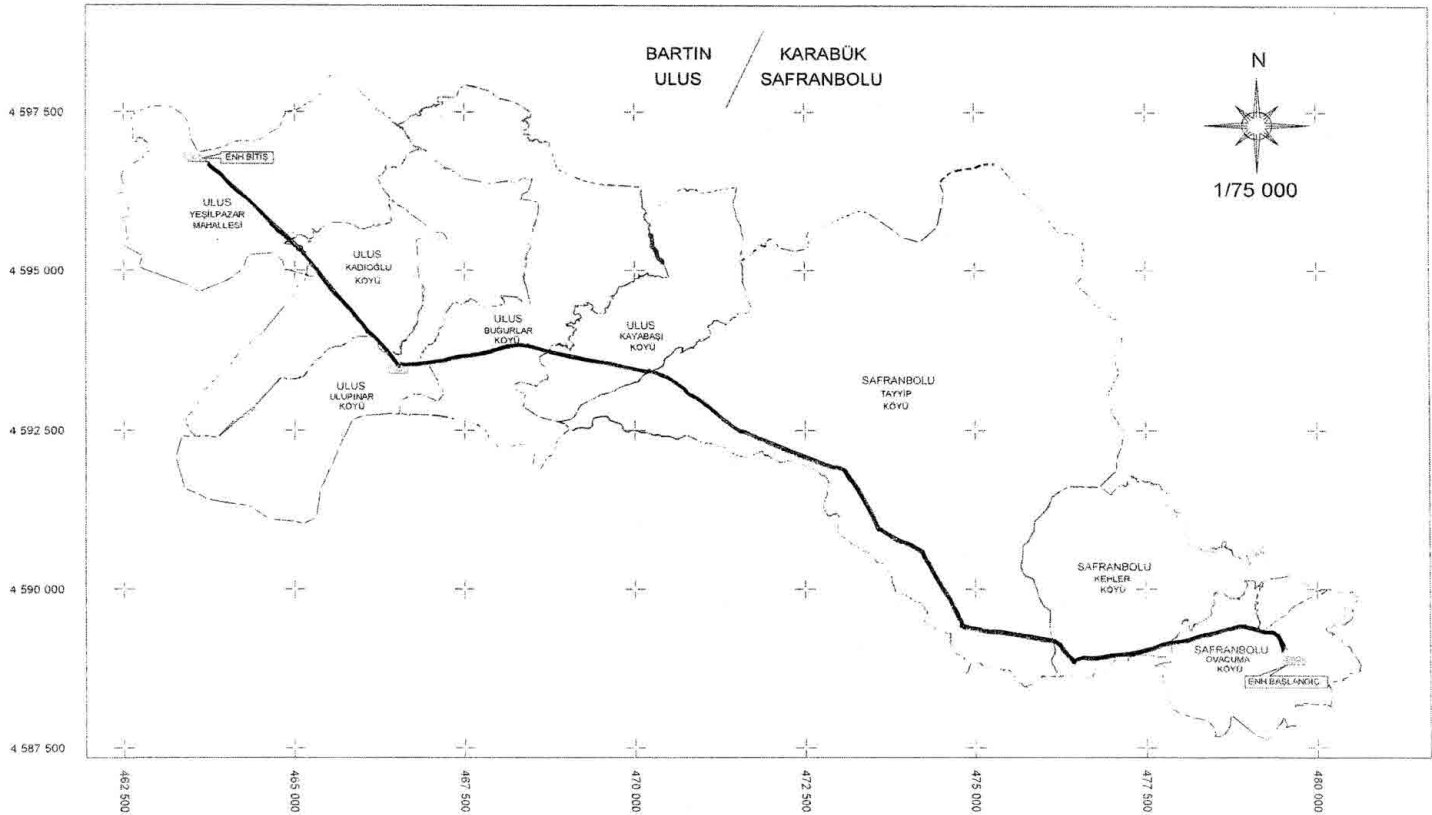 BARTIN
ULUS
KARABÜK
SAFRANBOLU
N
1/75 000
4 597 500
4 595 000
4 592 500
4 590 000
4 587 500
ENH BİTİŞ
ULUS
YEŞİLPAZAR
MAHALLESİ
ULUS
KADIOĞLU
KÖYÜ
ULUS
BUĞURLAR
KÖYÜ
ULUS
KAYABAŞI
KÖYÜ
ULUS
ULUPINAR
KÖYÜ
SAFRANBOLU
TAYYİP
KÖYÜ
SAFRANBOLU
KEHLER
KÖYÜ
SAFRANBOLU
OVACUMA
KÖYÜ
ENH BAŞLANGIÇ
462 500
465 000
467 500
470 000
472 500
475 000
477 500
480 000